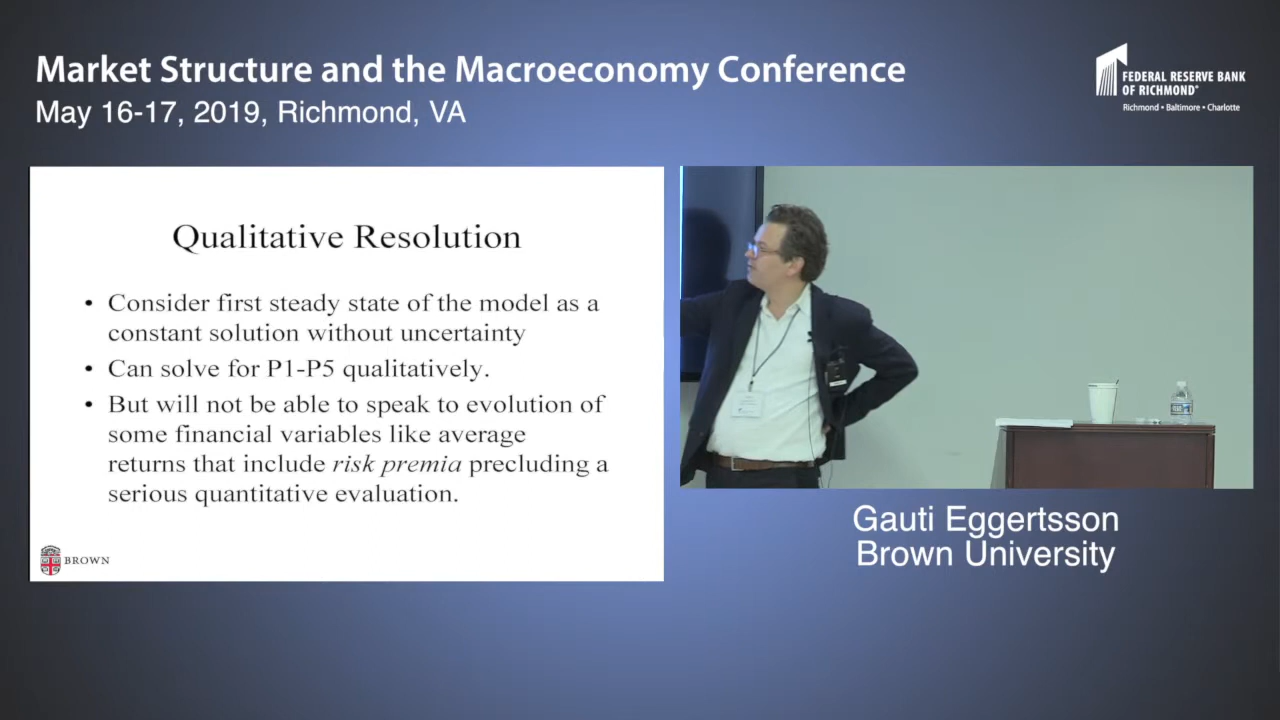 Market Structure and the Macroeconomy Conference
May 16-17, 2019, Richmond, VA
FEDERAL RESERVE BANK
OF RICHMOND®
Richmond • Baltimore • Charlotte
Qualitative Resolution
• Consider first steady state of the model as a
constant solution without uncertainty
• Can solve for P1-P5 qualitatively.
• But will not be able to speak to evolution of
some financial variables like average
returns that include risk premia precluding a
serious quantitative evaluation.
BROWN
Gauti Eggertsson
Brown University